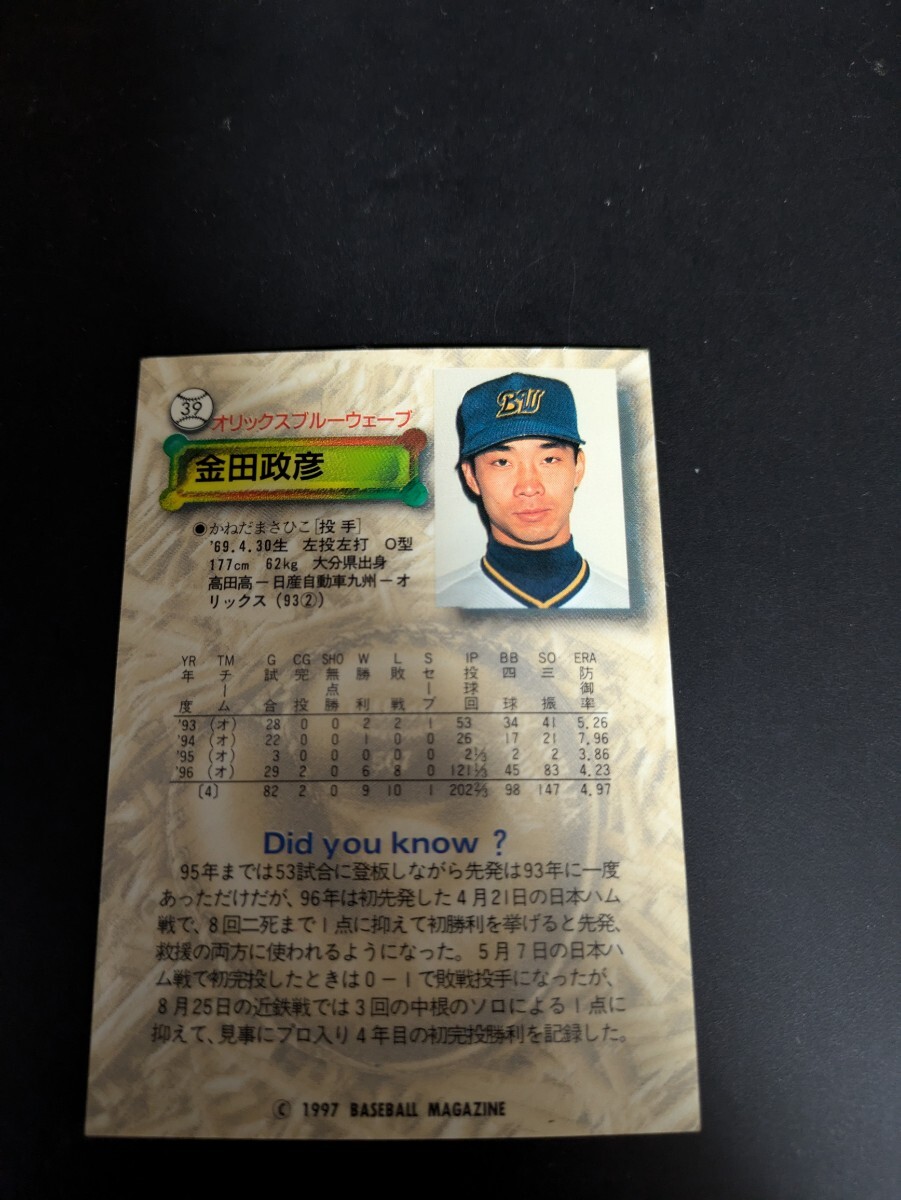 39
オリックスブルーウェーブ
BW
金田政彦
●かねだまさひこ[投手]
'69.4.30生 左投左打 O型
177cm 62kg 大分県出身
高田高ー日産自動車九州ーオ
リックス (93②)
YR TM G CG SHO W L S IP BB SO ERA
年度 チーム 試合 完投 無点勝 勝利 敗戦 セーブ 投球回 四球 三振 防御率
'93 (オ) 28 0 0 2 2 1 53 34 41 5.26
'94 (オ) 22 0 0 1 0 0 26 17 21 7.96
'95 (オ) 3 0 0 0 0 0 2⅓ 2 2 3.86
'96 (オ) 29 2 0 6 8 0 121⅓ 45 83 4.23
〔4〕 82 2 0 9 10 1 202⅔ 98 147 4.97
Did you know ?
95年までは53試合に登板しながら先発は93年に一度
あっただけだが、96年は初先発した4月21日の日本ハム
戦で、8回二死まで1点に抑えて初勝利を挙げると先発、
救援の両方に使われるようになった。5月7日の日本ハ
ム戦で初完投したときは0－1で敗戦投手になったが、
8月25日の近鉄戦では3回の中根のソロによる1点に
抑えて、見事にプロ入り4年目の初完投勝利を記録した。
© 1997 BASEBALL MAGAZINE